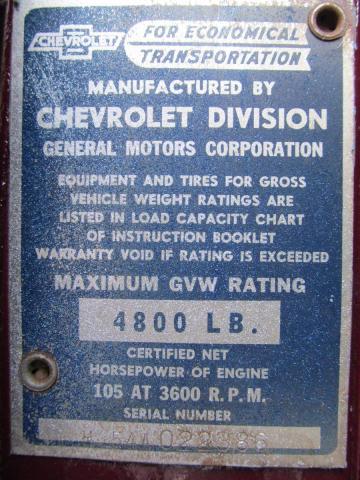 CHEVROLET
FOR ECONOMICAL
TRANSPORTATION
MANUFACTURED BY
CHEVROLET DIVISION
GENERAL MOTORS CORPORATION
EQUIPMENT AND TIRES FOR GROSS
VEHICLE WEIGHT RATINGS ARE
LISTED IN LOAD CAPACITY CHART
OF INSTRUCTION BOOKLET
WARRANTY VOID IF RATING IS EXCEEDED
MAXIMUM GVW RATING
4800 LB.
CERTIFIED NET
HORSEPOWER OF ENGINE
105 AT 3600 R.P.M.
SERIAL NUMBER